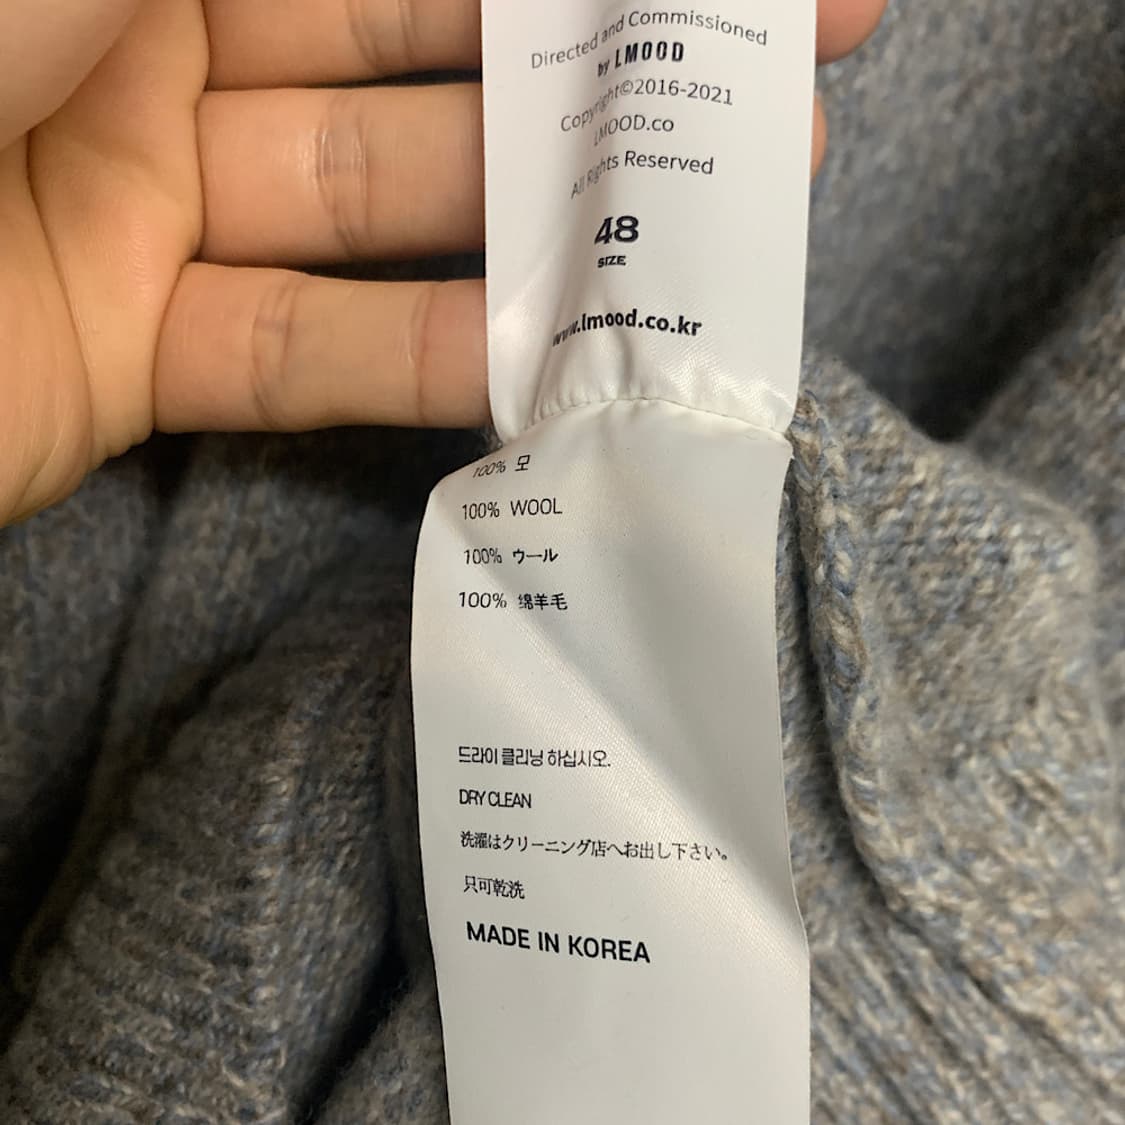 Directed and Commissioned
by LMOOD
Copyright©2016-2021
LMOOD.co
All Rights Reserved
48
SIZE
www.lmood.co.kr
100% 모
100% WOOL
100% ウール
100% 绵羊毛
드라이 클리닝 하십시오.
DRY CLEAN
洗濯はクリーニング店へお出し下さい。
只可乾洗
MADE IN KOREA